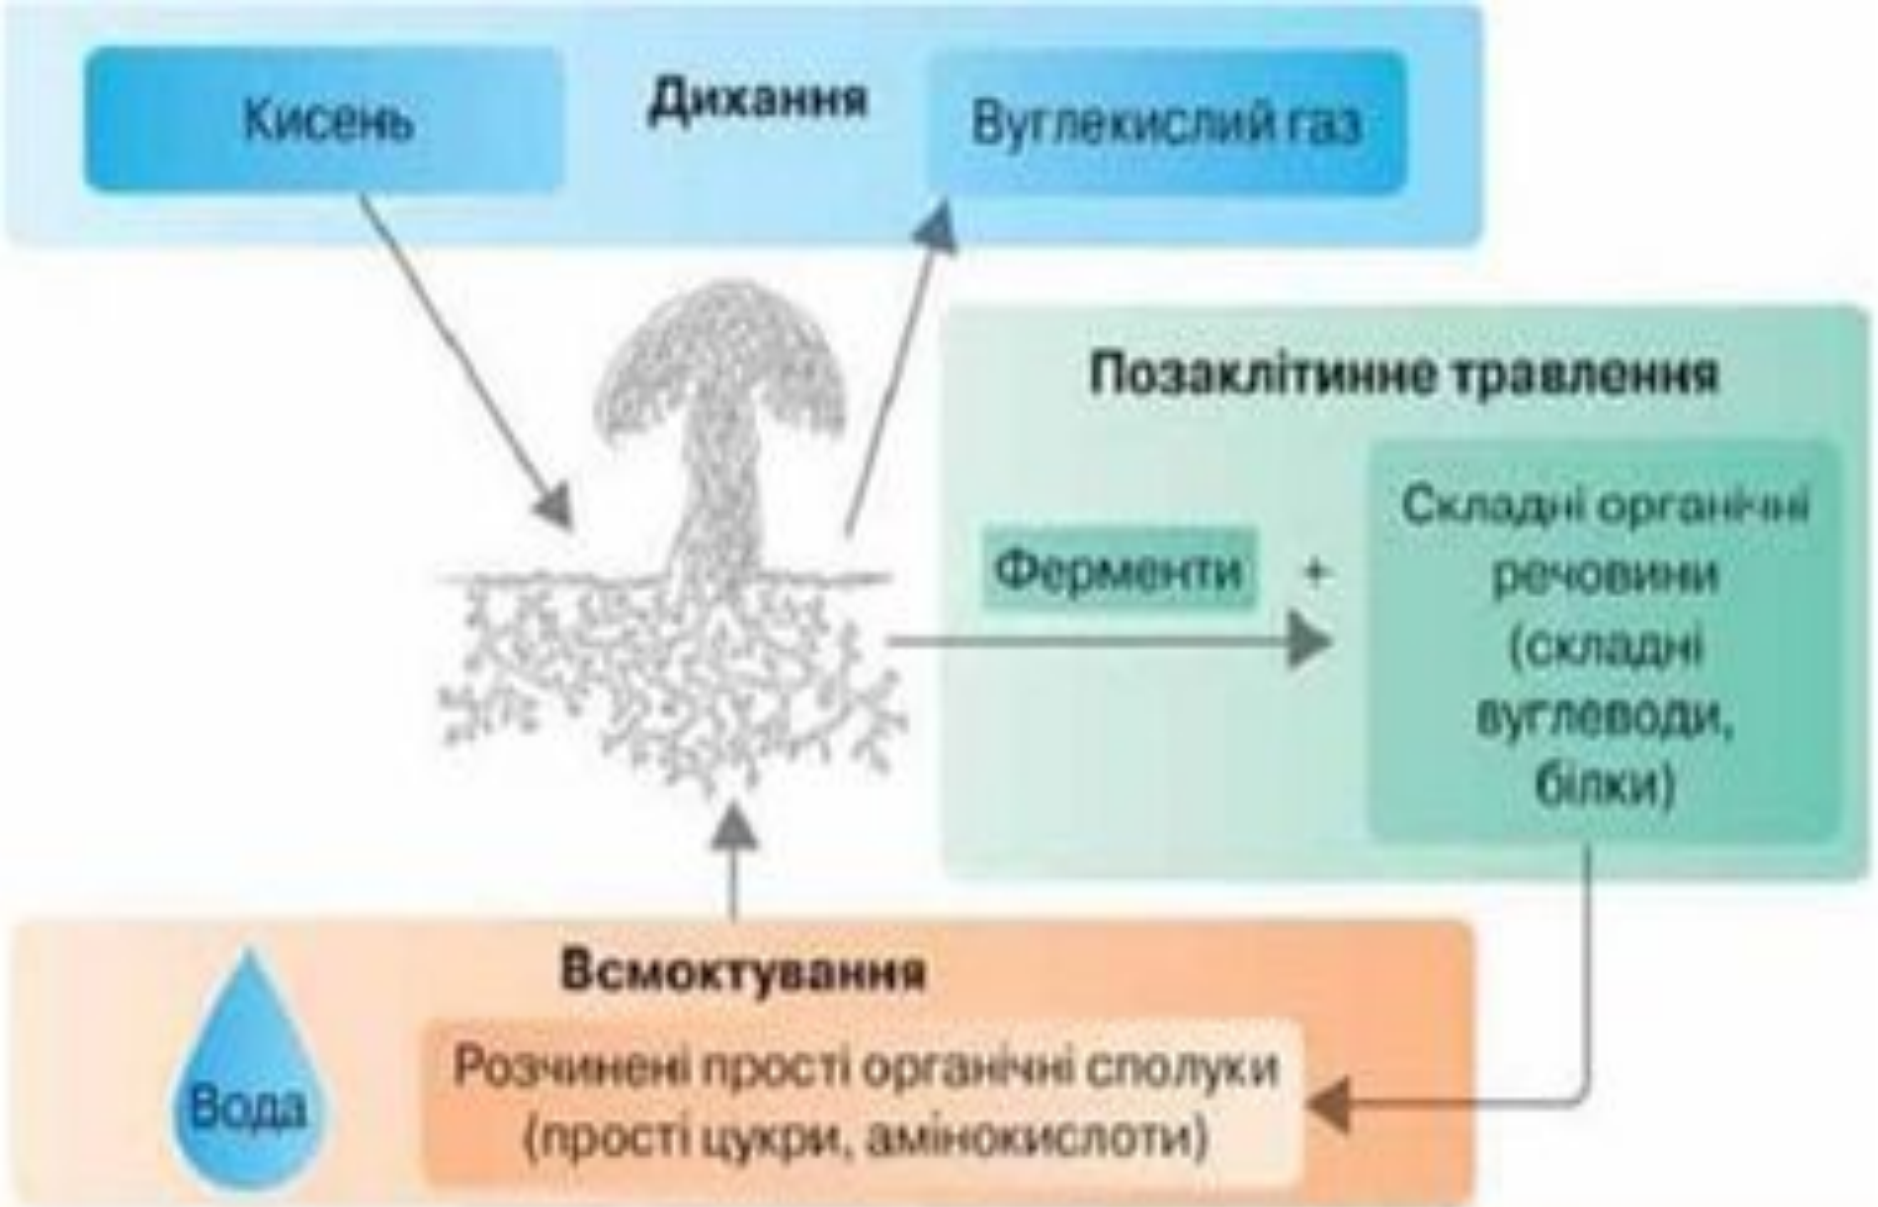 Кисень
Дихання
Вуглекислий газ
Позаклітинне травлення
Ферменти
+
Складні органічні
речовини
(складні
вуглеводи,
білки)
Всмоктування
Вода
Розчинені прості органічні сполуки
(прості цукри, амінокислоти)